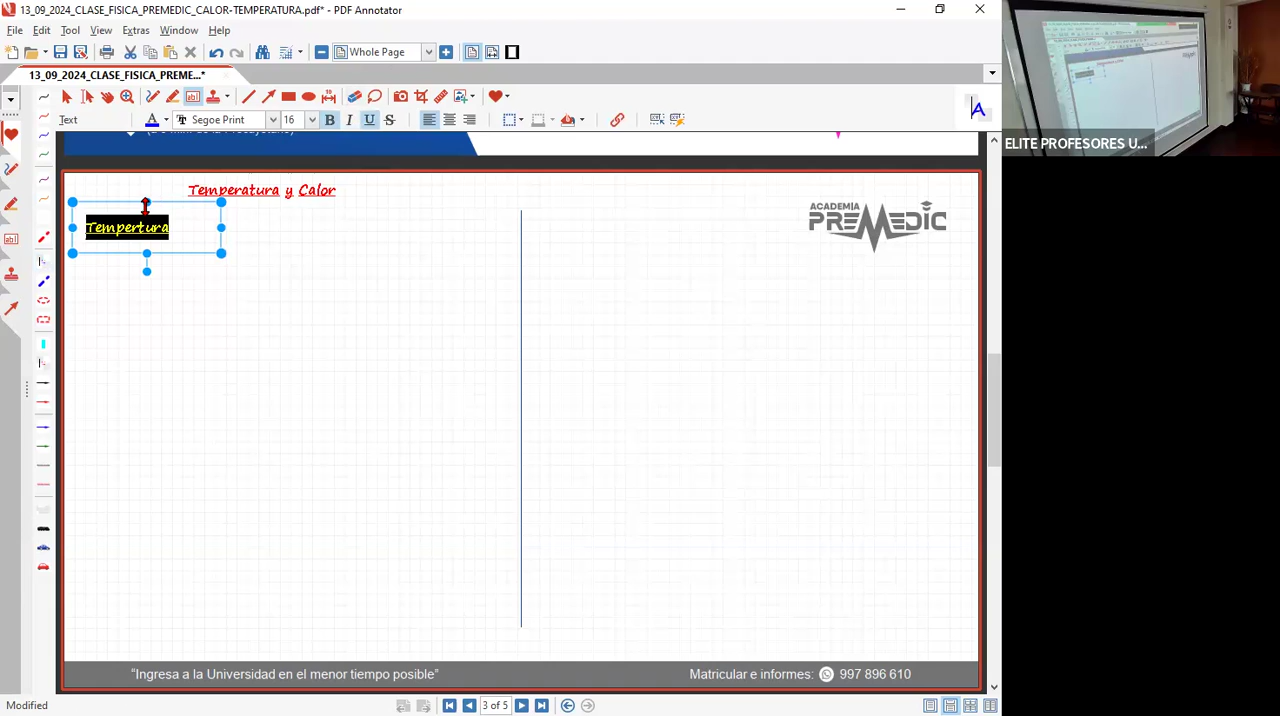 13_09_2024_CLASE_FISICA_PREMEDIC_CALOR-TEMPERATURA.pdf* - PDF Annotator
File Edit Tool View Extras Window Help
Whole Page
13_09_2024_CLASE_FISICA_PREME...*
Text
Segoe Print
16
B I U S
Temperatura y Calor
Tempertura
ACADEMIA
PREMEDIC
"Ingresa a la Universidad en el menor tiempo posible"
Matricular e informes: 997 896 610
Modified
3 of 5
ELITE PROFESORES U...